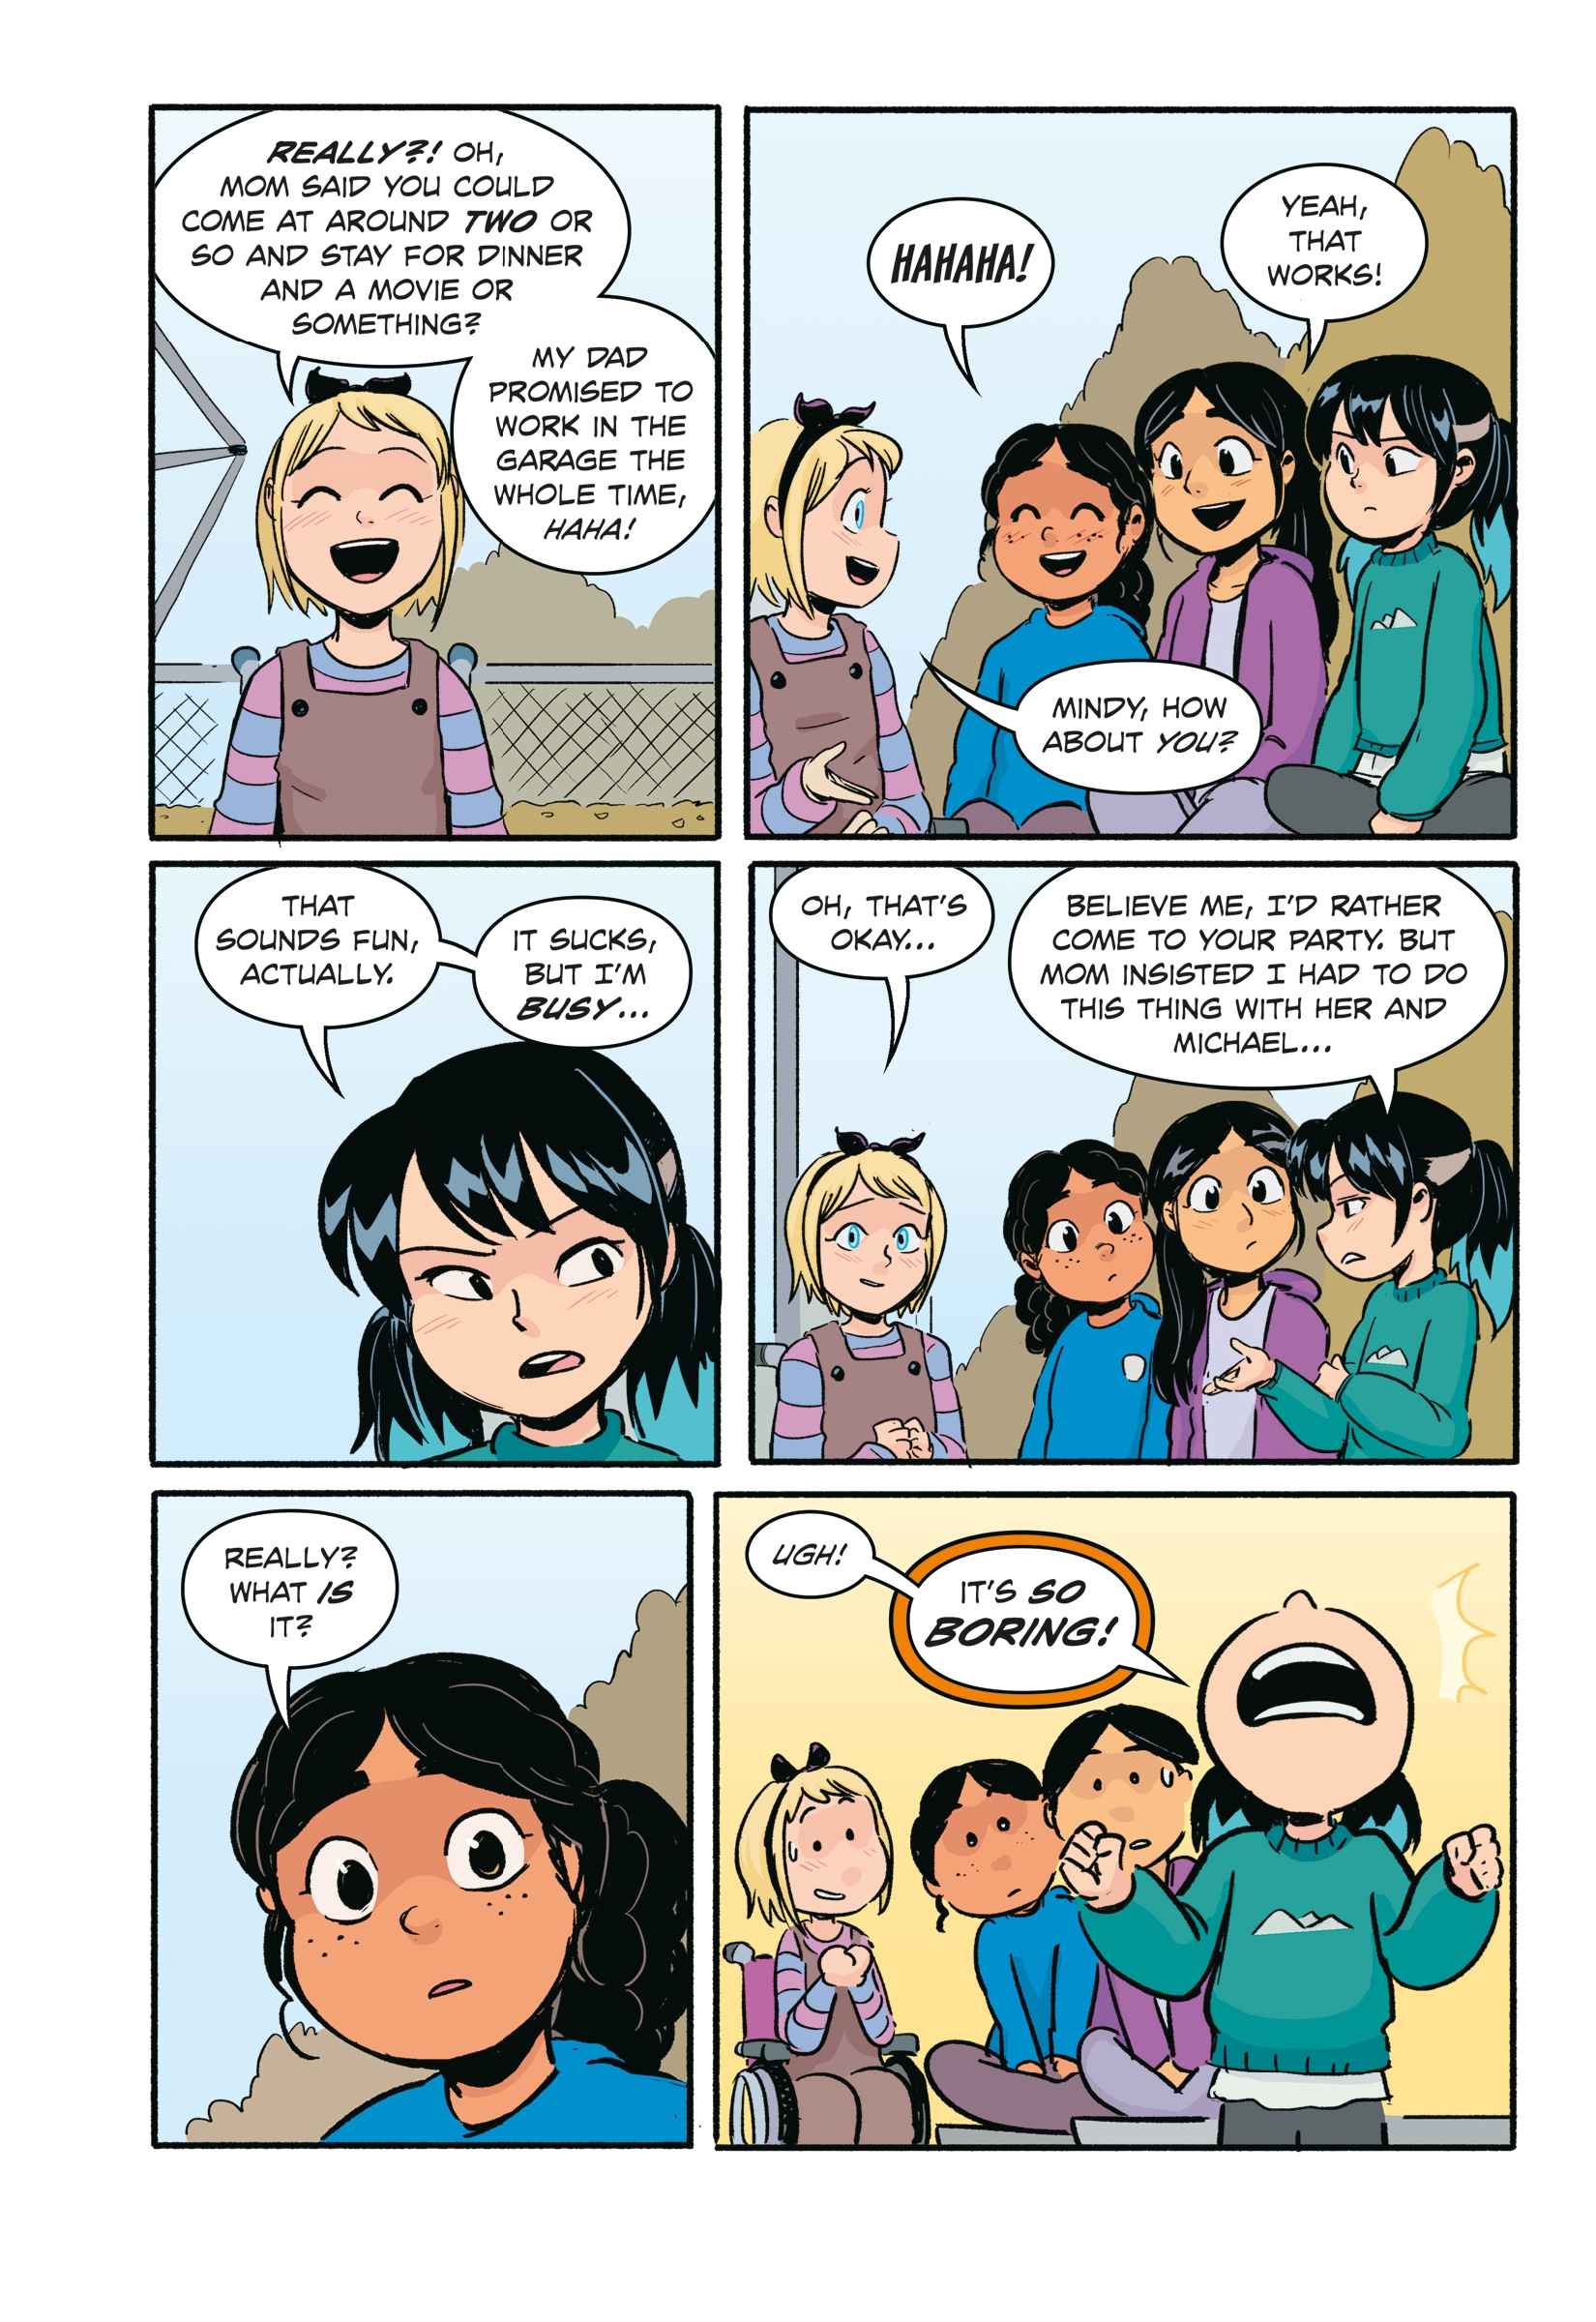 REALLY?! OH,
MOM SAID YOU COULD
COME AT AROUND TWO OR
SO AND STAY FOR DINNER
AND A MOVIE OR
SOMETHING?
MY DAD
PROMISED TO
WORK IN THE
GARAGE THE
WHOLE TIME,
HAHA!
HAHAHA!
YEAH,
THAT
WORKS!
MINDY, HOW
ABOUT YOU?
THAT
SOUNDS FUN,
ACTUALLY.
IT SUCKS,
BUT I'M
BUSY...
OH, THAT'S
OKAY...
BELIEVE ME, I'D RATHER
COME TO YOUR PARTY. BUT
MOM INSISTED I HAD TO DO
THIS THING WITH HER AND
MICHAEL...
REALLY?
WHAT IS
IT?
UGH!
IT'S SO
BORING!